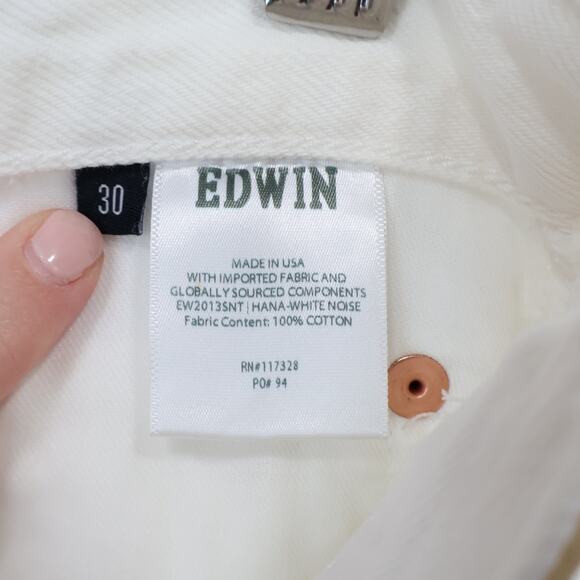 30
EDWIN
MADE IN USA
WITH IMPORTED FABRIC AND
GLOBALLY SOURCED COMPONENTS
EW2013SNT | HANA-WHITE NOISE
Fabric Content: 100% COTTON
RN#117328
PO# 94